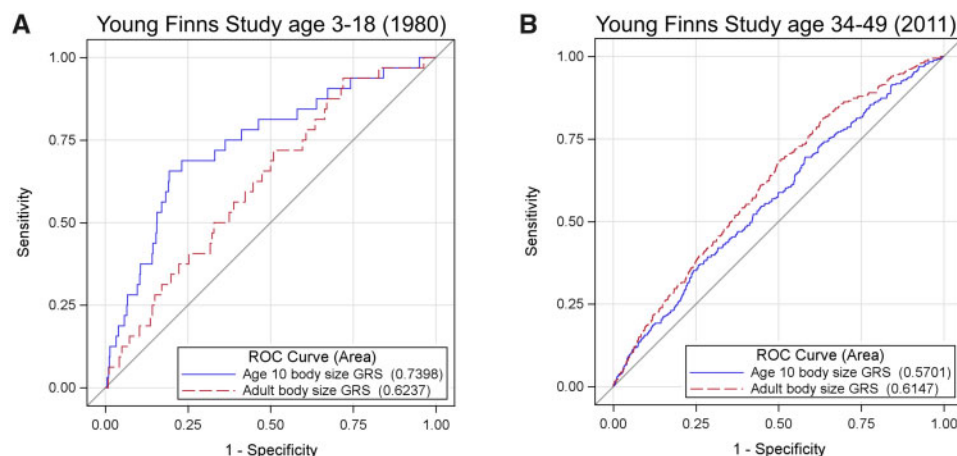 A
Young Finns Study age 3-18 (1980)
1.00
0.75
0.50
0.25
0.00
Sensitivity
ROC Curve (Area)
Age 10 body size GRS (0.7398)
Adult body size GRS (0.6237)
0.00 0.25 0.50 0.75 1.00
1 - Specificity
B
Young Finns Study age 34-49 (2011)
1.00
0.75
0.50
0.25
0.00
Sensitivity
ROC Curve (Area)
Age 10 body size GRS (0.5701)
Adult body size GRS (0.6147)
0.00 0.25 0.50 0.75 1.00
1 - Specificity